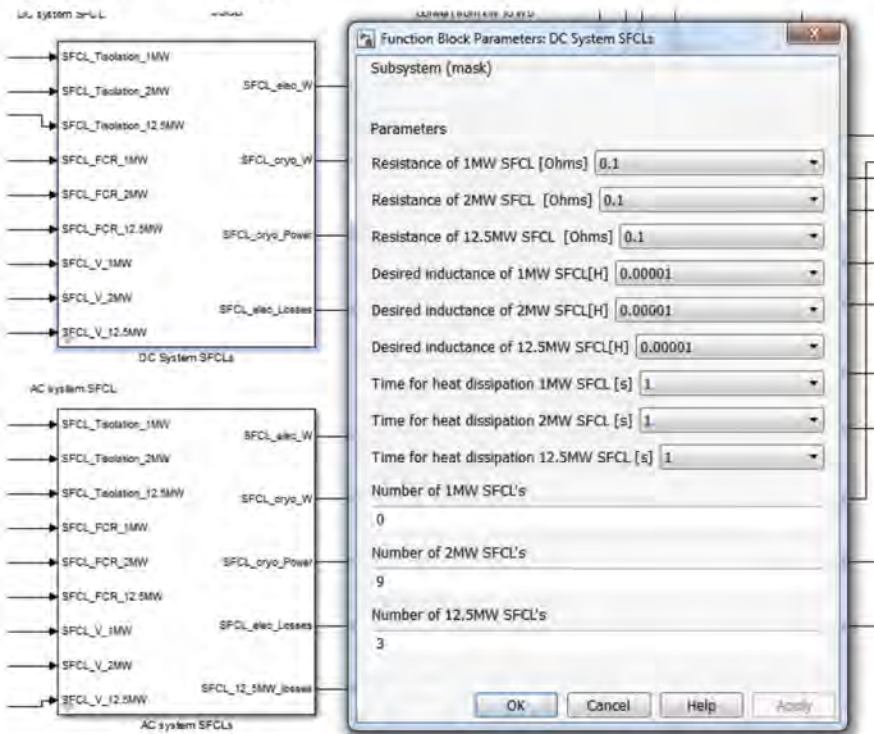 DC system SFCL
convert from kW to W
SFCL_Tisolation_1MW
SFCL_Tisolation_2MW
SFCL_Tisolation_12.5MW
SFCL_FCR_1MW
SFCL_FCR_2MW
SFCL_FCR_12.5MW
SFCL_V_1MW
SFCL_V_2MW
SFCL_V_12.5MW
SFCL_elec_W
SFCL_cryo_W
SFCL_cryo_Power
SFCL_elec_Losses
DC System SFCLs
AC system SFCL
SFCL_Tisolation_1MW
SFCL_Tisolation_2MW
SFCL_Tisolation_12.5MW
SFCL_FCR_1MW
SFCL_FCR_2MW
SFCL_FCR_12.5MW
SFCL_V_1MW
SFCL_V_2MW
SFCL_V_12.5MW
SFCL_elec_W
SFCL_cryo_W
SFCL_cryo_Power
SFCL_elec_Losses
SFCL_12_5MW_losses
AC system SFCLs
Function Block Parameters: DC System SFCLs
Subsystem (mask)
Parameters
Resistance of 1MW SFCL [Ohms] 0.1
Resistance of 2MW SFCL [Ohms] 0.1
Resistance of 12.5MW SFCL [Ohms] 0.1
Desired inductance of 1MW SFCL[H] 0.00001
Desired inductance of 2MW SFCL[H] 0.00001
Desired inductance of 12.5MW SFCL[H] 0.00001
Time for heat dissipation 1MW SFCL [s] 1
Time for heat dissipation 2MW SFCL [s] 1
Time for heat dissipation 12.5MW SFCL [s] 1
Number of 1MW SFCL's
0
Number of 2MW SFCL's
9
Number of 12.5MW SFCL's
3
OK Cancel Help Apply